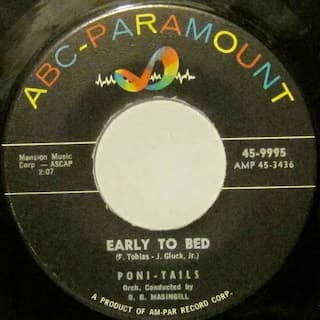 ABC-PARAMOUNT
Mansion Music
Corp — ASCAP
2:07
45-9995
AMP 45-3436
EARLY TO BED
(F. Tobias - J. Gluck, Jr.)
PONI-TAILS
Orch. Conducted by
O. B. MASINGILL
A PRODUCT OF AM-PAR RECORD CORP.